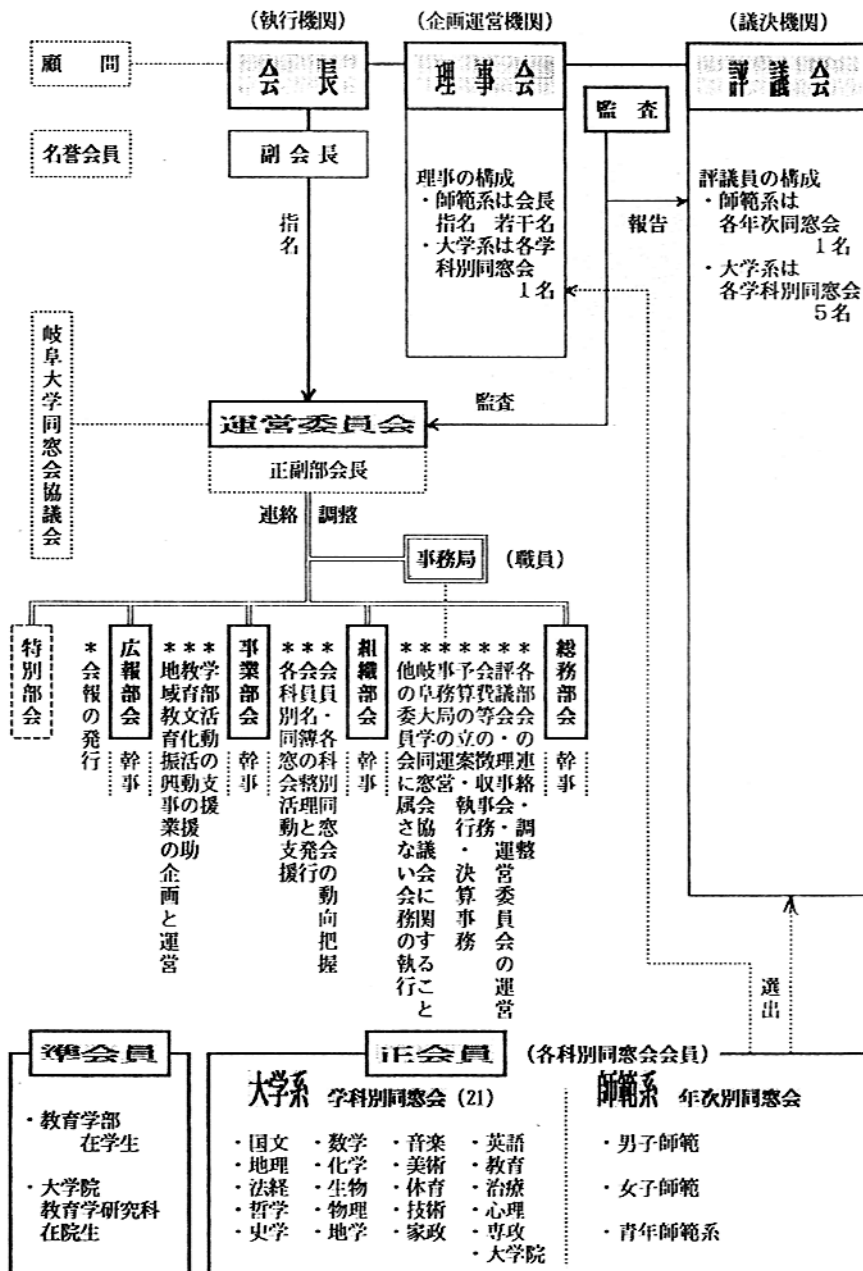 (執行機関)
(企画運営機関)
(議決機関)
顧 問
会 長
理 事 会
評 議 会
監 査
名誉会員
副 会 長
指名
理事の構成
・師範系は会長
指名 若干名
・大学系は各学
科別同窓会
1名
報告
評議員の構成
・師範系は
各年次同窓会
1名
・大学系は
各学科別同窓会
5名
岐阜大学同窓会協議会
監査
運営委員会
正副部会長
連絡 調整
事務局 (職員)
総務部会
幹事
*各部会の連絡・調整
*評議会・理事会・運営委員会の運営
*会費等の徴収事務
*予算の立案・執行・決算事務
*事務局の運営
*岐阜大学同窓会協議会に関すること
*他の委員会に属さない会務の執行
組織部会
幹事
*会員・各科別同窓会の動向把握
*会員名簿の整理と発行
*各科別同窓会活動支援
事業部会
幹事
*学部活動の支援
*教育文化活動の援助
*地域教育振興事業の企画と運営
広報部会
幹事
*会報の発行
特別部会
選出
準会員
・教育学部
在学生
・大学院
教育学研究科
在院生
正会員 (各科別同窓会会員)
大学系 学科別同窓会(21)
・国文 ・数学 ・音楽 ・英語
・地理 ・化学 ・美術 ・教育
・法経 ・生物 ・体育 ・治療
・哲学 ・物理 ・技術 ・心理
・史学 ・地学 ・家政 ・専攻
・大学院
師範系 年次別同窓会
・男子師範
・女子師範
・青年師範系